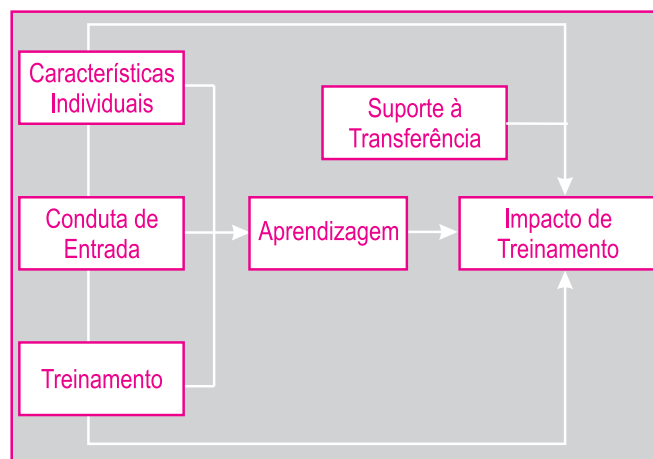 Características
Individuais
Suporte à
Transferência
Conduta de
Entrada
Aprendizagem
Impacto de
Treinamento
Treinamento